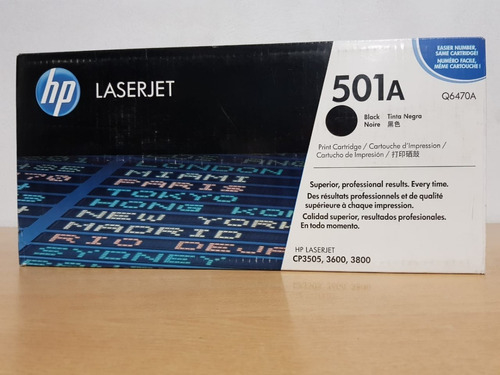 hp
LASERJET
501A
Black Tinta Negra
Noire 黑色
Q6470A
EASIER NUMBER,
SAME CARTRIDGE!
NUMÉRO FACILE,
MÊME CARTOUCHE!
Print Cartridge / Cartouche d'Impression /
Cartucho de Impresión / 打印硒鼓
Superior, professional results. Every time.
Des résultats professionnels et de qualité
supérieure à chaque impression.
Calidad superior, resultados profesionales.
En todo momento.
HP LASERJET
CP3505, 3600, 3800
PARIS
TOKYO
HONG KONG
NEW YORK
MADRID
RIO DE JA